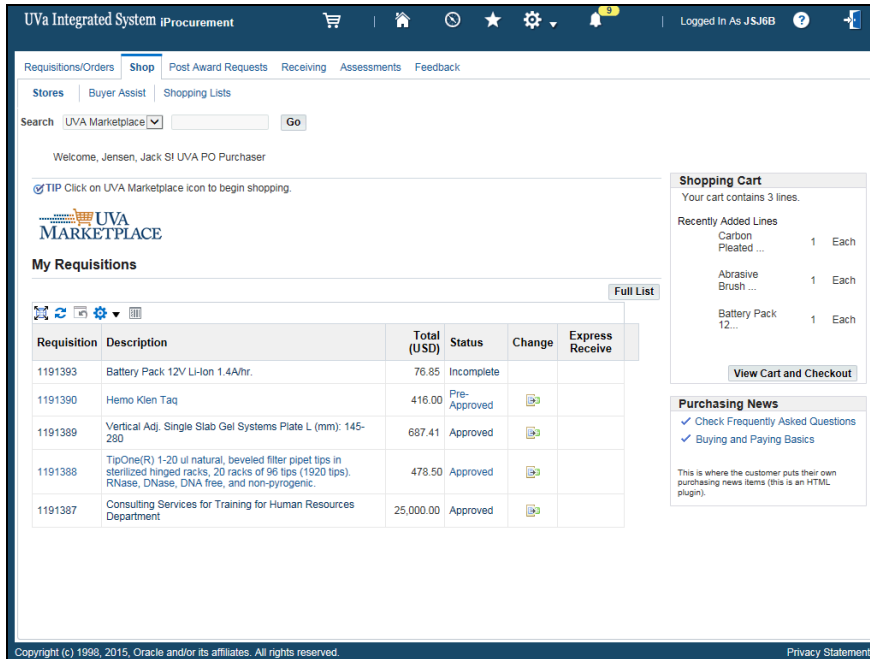 UVa Integrated System iProcurement
9
Logged In As JSJ6B
?
Requisitions/Orders Shop Post Award Requests Receiving Assessments Feedback
Stores Buyer Assist Shopping Lists
Search UVA Marketplace Go
Welcome, Jensen, Jack S! UVA PO Purchaser
TIP Click on UVA Marketplace icon to begin shopping.
UVA
MARKETPLACE
My Requisitions
Full List
Requisition Description Total (USD) Status Change Express Receive
1191393 Battery Pack 12V Li-Ion 1.4A/hr. 76.85 Incomplete
1191390 Hemo Klen Taq 416.00 Pre-Approved
1191389 Vertical Adj. Single Slab Gel Systems Plate L (mm): 145-
280 687.41 Approved
1191388 TipOne(R) 1-20 ul natural, beveled filter pipet tips in
sterilized hinged racks, 20 racks of 96 tips (1920 tips).
RNase, DNase, DNA free, and non-pyrogenic. 478.50 Approved
1191387 Consulting Services for Training for Human Resources
Department 25,000.00 Approved
Shopping Cart
Your cart contains 3 lines.
Recently Added Lines
Carbon
Pleated ... 1 Each
Abrasive
Brush ... 1 Each
Battery Pack
12... 1 Each
View Cart and Checkout
Purchasing News
Check Frequently Asked Questions
Buying and Paying Basics
This is where the customer puts their own
purchasing news items (this is an HTML
plugin).
Copyright (c) 1998, 2015, Oracle and/or its affiliates. All rights reserved.
Privacy Statement